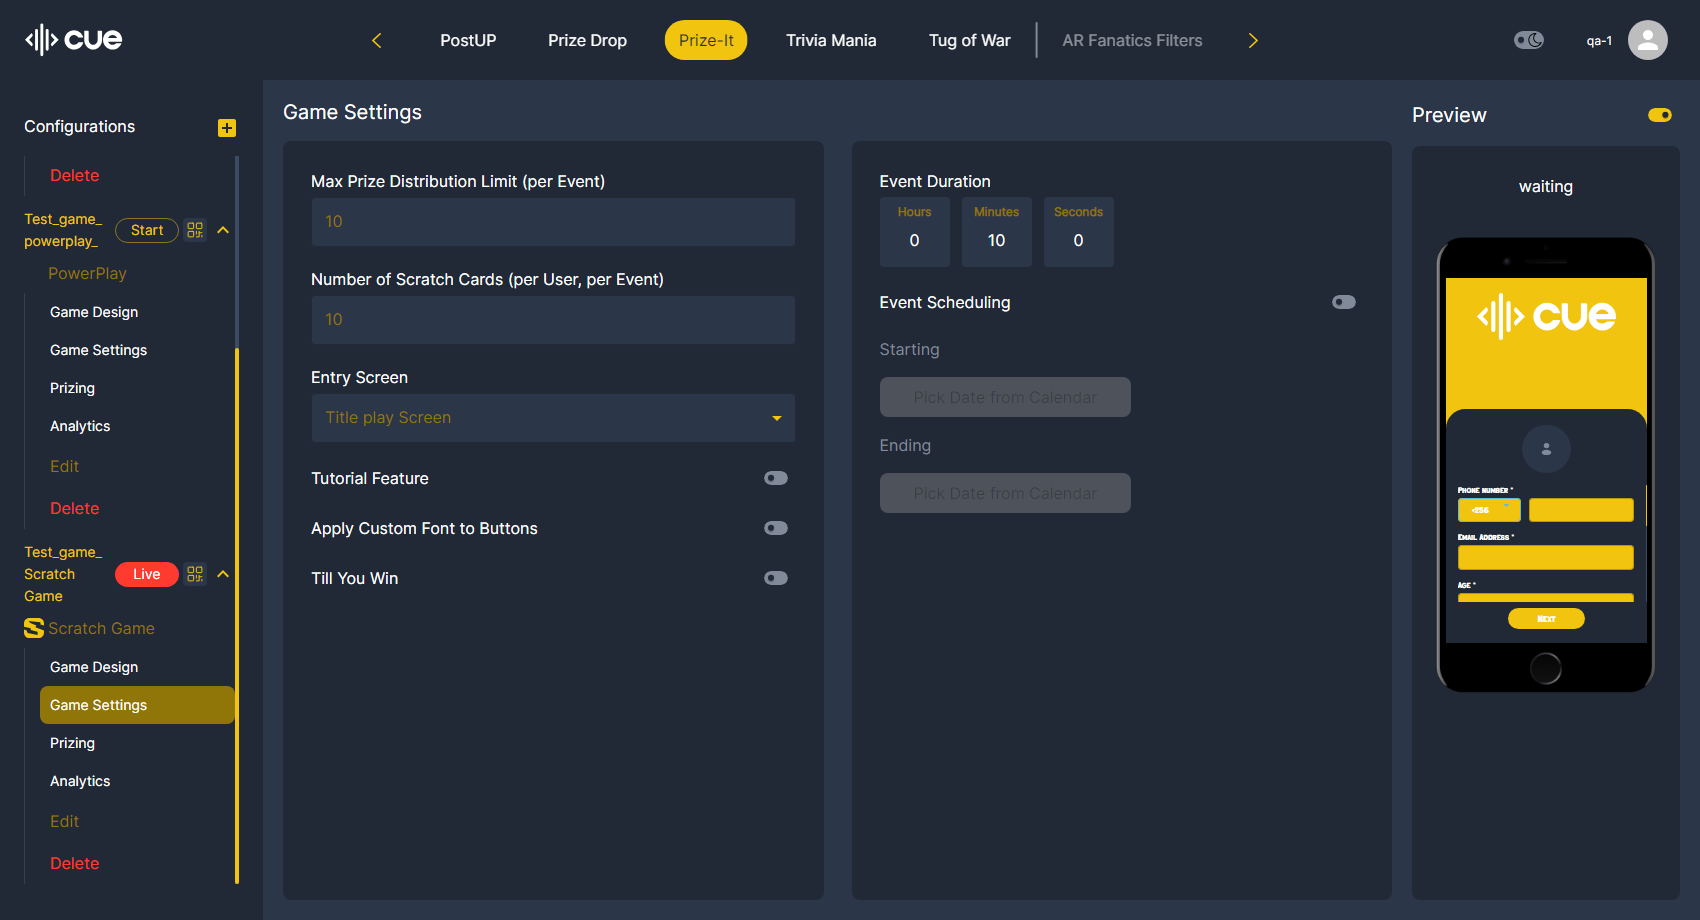 cue
PostUP
Prize Drop
Prize-It
Trivia Mania
Tug of War
AR Fanatics Filters
qa-1
Configurations
Delete
Test_game_
powerplay_
Start
PowerPlay
Game Design
Game Settings
Prizing
Analytics
Edit
Delete
Test_game_
Scratch
Game
Live
Scratch Game
Game Design
Game Settings
Prizing
Analytics
Edit
Delete
Game Settings
Max Prize Distribution Limit (per Event)
10
Number of Scratch Cards (per User, per Event)
10
Entry Screen
Title play Screen
Tutorial Feature
Apply Custom Font to Buttons
Till You Win
Event Duration
Hours
0
Minutes
10
Seconds
0
Event Scheduling
Starting
Pick Date from Calendar
Ending
Pick Date from Calendar
Preview
waiting
cue
Phone number *
+256
Email Address *
Age *
Next